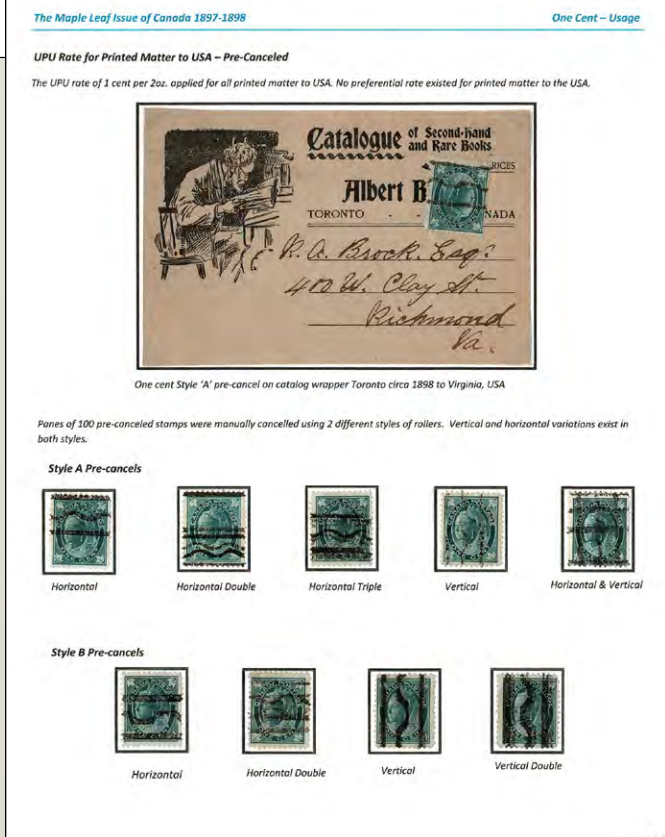 The Maple Leaf Issue of Canada 1897-1898
One Cent – Usage
UPU Rate for Printed Matter to USA – Pre-Canceled
The UPU rate of 1 cent per 2oz. applied for all printed matter to USA. No preferential rate existed for printed matter to the USA.
Catalogue of Second-hand
and Rare Books
RICES
Albert B
TORONTO - - NADA
R. A. Brock. Esq:
400 W. Clay St.
Richmond
Va.
One cent Style 'A' pre-cancel on catalog wrapper Toronto circa 1898 to Virginia, USA
Panes of 100 pre-canceled stamps were manually cancelled using 2 different styles of rollers. Vertical and horizontal variations exist in
both styles.
Style A Pre-cancels
Horizontal
Horizontal Double
Horizontal Triple
Vertical
Horizontal & Vertical
Style B Pre-cancels
Horizontal
Horizontal Double
Vertical
Vertical Double